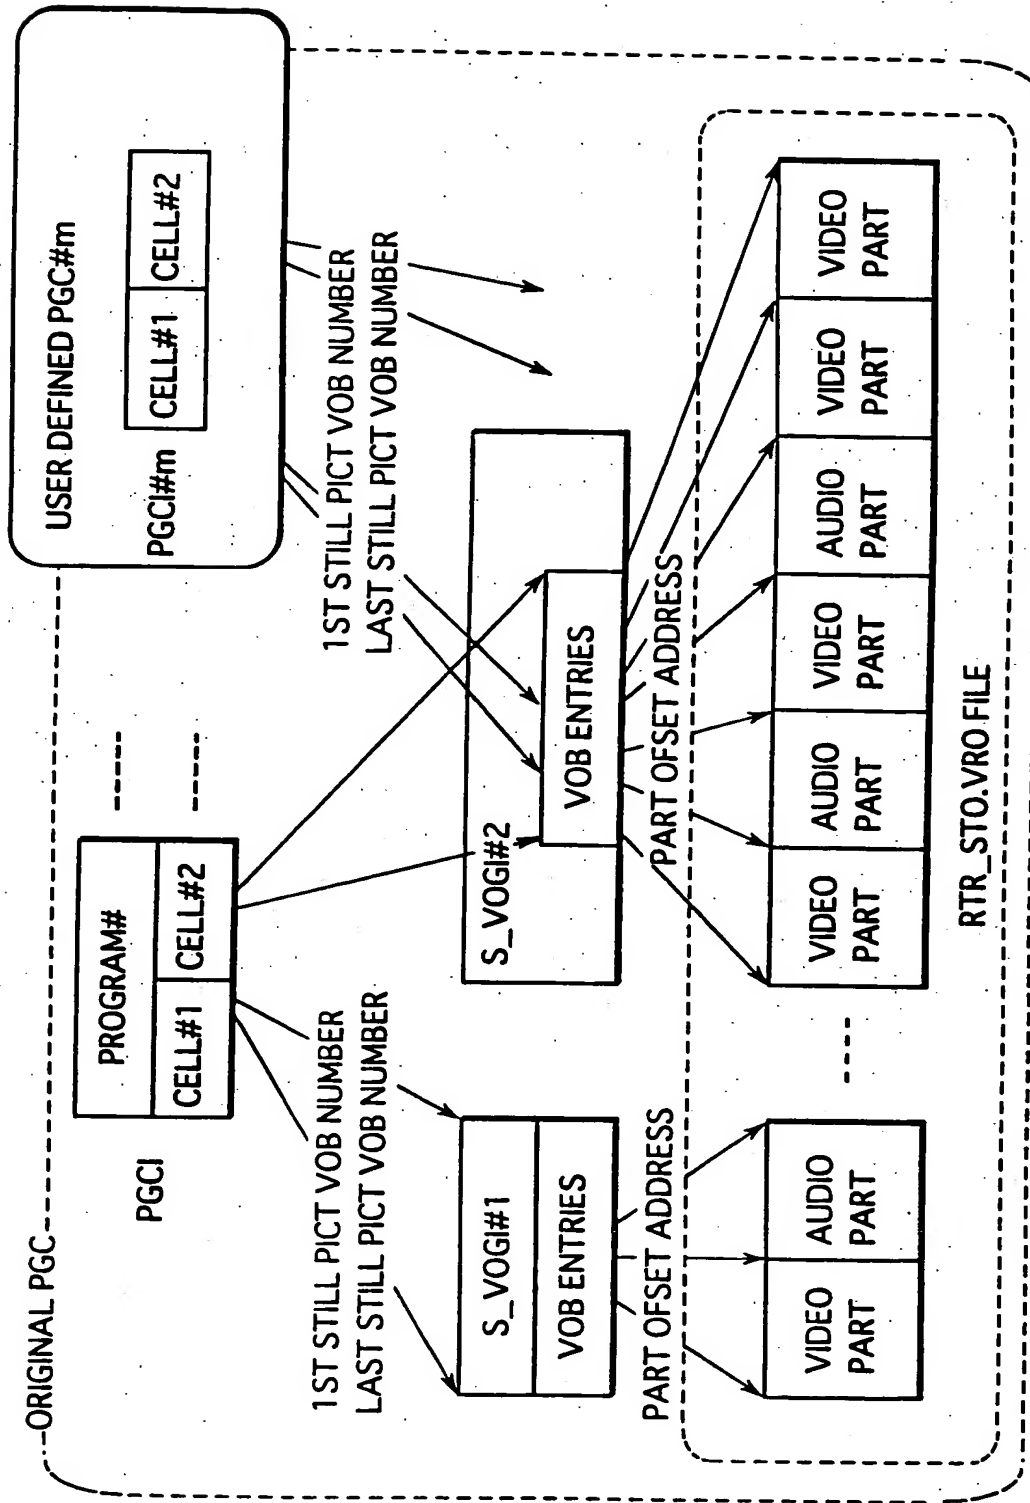 ORIGINAL PGC
USER DEFINED PGC#m
PGCI
PROGRAM#
CELL#1
CELL#2
PGCI#m
CELL#1
CELL#2
1ST STILL PICT VOB NUMBER
LAST STILL PICT VOB NUMBER
1ST STILL PICT VOB NUMBER
LAST STILL PICT VOB NUMBER
S_VOGI#1
VOB ENTRIES
S_VOGI#2
VOB ENTRIES
PART OFSET ADDRESS
PART OFSET ADDRESS
VIDEO
PART
AUDIO
PART
VIDEO
PART
AUDIO
PART
VIDEO
PART
AUDIO
PART
VIDEO
PART
VIDEO
PART
RTR_STO.VRO FILE